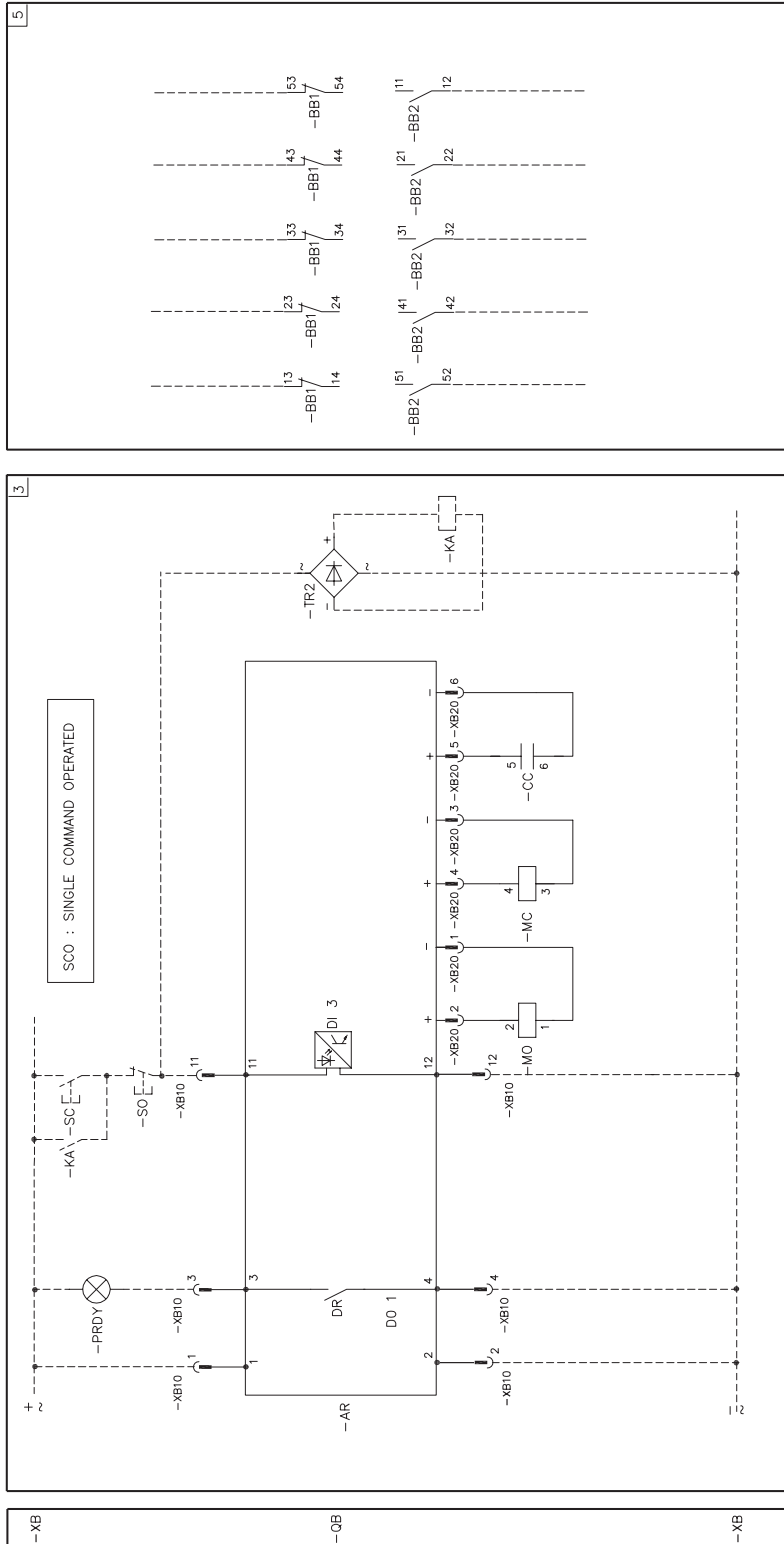 5
53
54
-BB1
43
44
-BB1
33
34
-BB1
23
24
-BB1
13
14
-BB1
11
12
-BB2
21
22
-BB2
31
32
-BB2
41
42
-BB2
51
52
-BB2
3
SCO : SINGLE COMMAND OPERATED
+
~
-PRDY
-KA
-SC
-SO
-XB10
1
-XB10
3
-XB10
11
-AR
1
3
11
DR
DO 1
DI 3
2
4
12
-XB10
2
-XB10
4
-XB10
12
+
-
+
-
+
-
-XB20
2
-XB20
1
-XB20
4
-XB20
3
-XB20
5
-XB20
6
-MO
2
1
-MC
4
3
-CC
5
6
-TR2
~
+
-
~
-KA
-
~
-XB
-QB
-XB